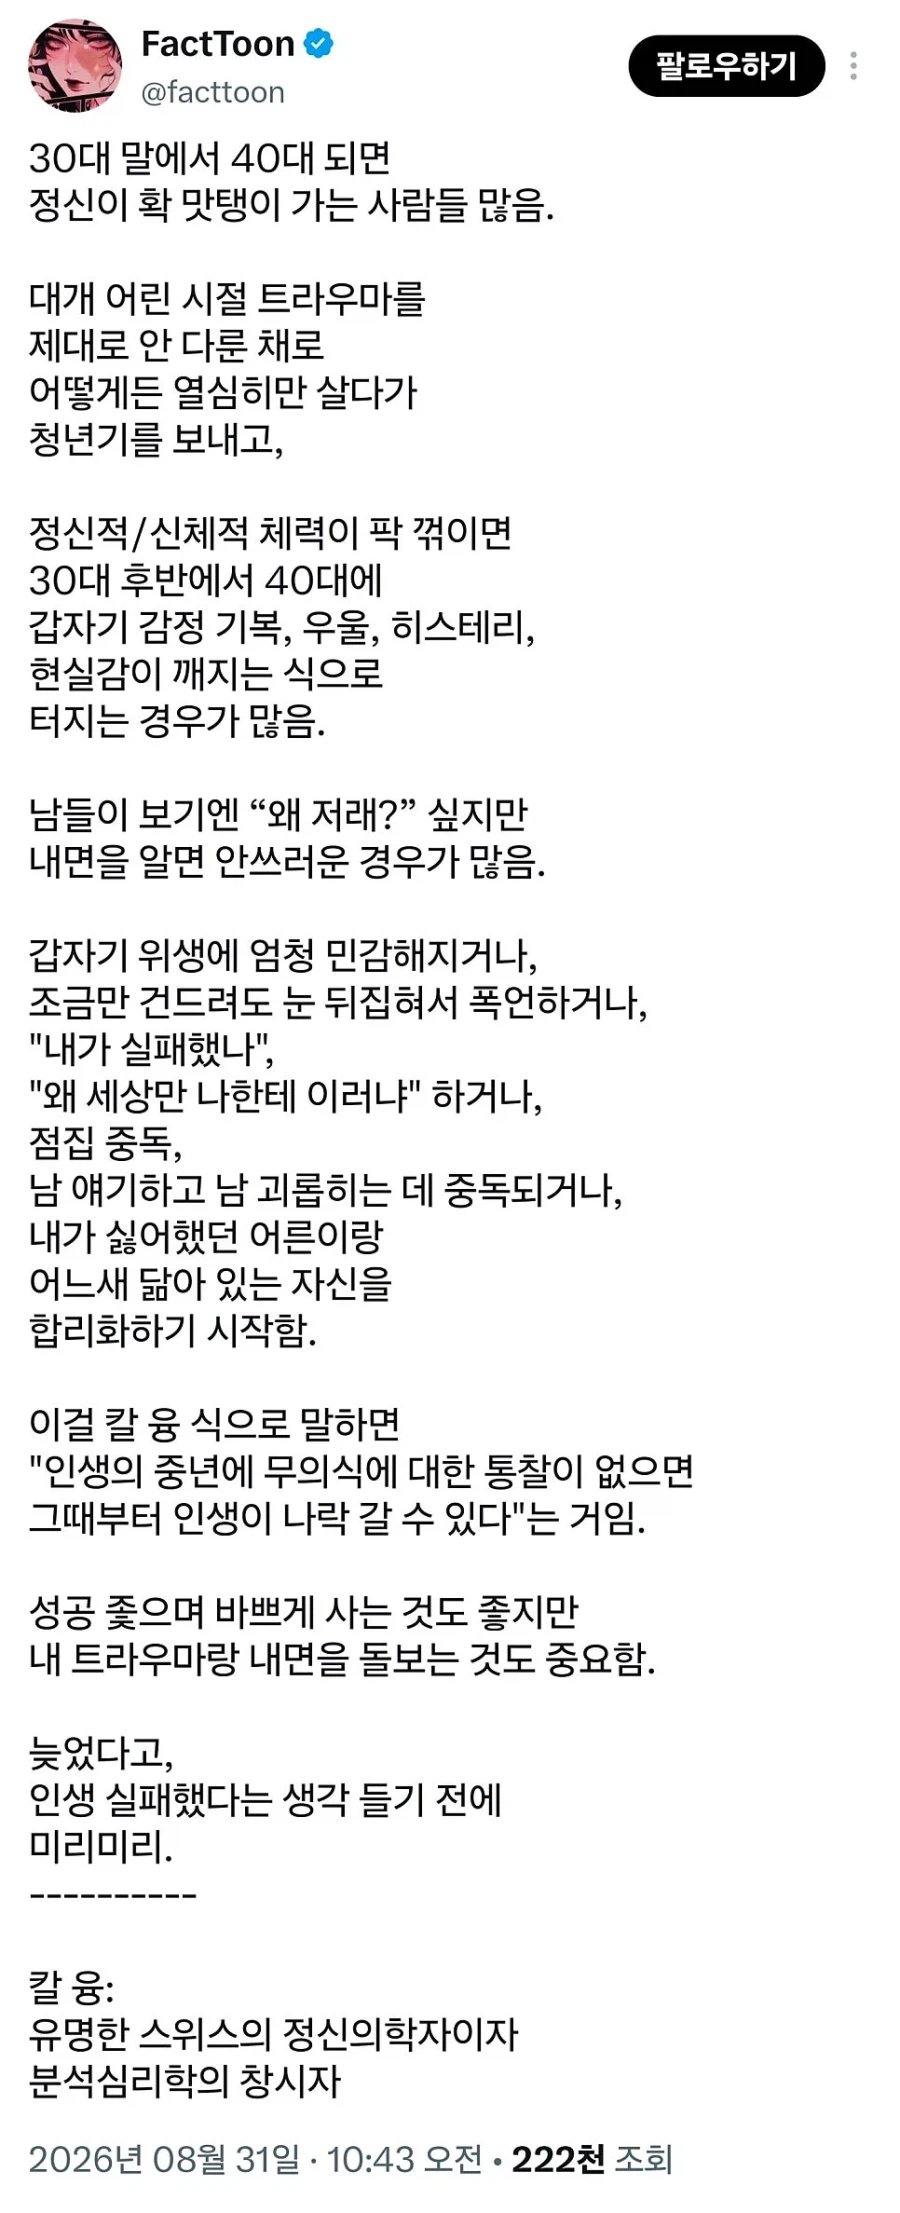 FactToon
@facttoon
팔로우하기
30대 말에서 40대 되면
정신이 확 맛탱이 가는 사람들 많음.
대개 어린 시절 트라우마를
제대로 안 다룬 채로
어떻게든 열심히만 살다가
청년기를 보내고,
정신적/신체적 체력이 팍 꺾이면
30대 후반에서 40대에
갑자기 감정 기복, 우울, 히스테리,
현실감이 깨지는 식으로
터지는 경우가 많음.
남들이 보기엔 “왜 저래?” 싶지만
내면을 알면 안쓰러운 경우가 많음.
갑자기 위생에 엄청 민감해지거나,
조금만 건드려도 눈 뒤집혀서 폭언하거나,
"내가 실패했나",
"왜 세상만 나한테 이러냐" 하거나,
점집 중독,
남 얘기하고 남 괴롭히는 데 중독되거나,
내가 싫어했던 어른이랑
어느새 닮아 있는 자신을
합리화하기 시작함.
이걸 칼 융 식으로 말하면
"인생의 중년에 무의식에 대한 통찰이 없으면
그때부터 인생이 나락 갈 수 있다"는 거임.
성공 좇으며 바쁘게 사는 것도 좋지만
내 트라우마랑 내면을 돌보는 것도 중요함.
늦었다고,
인생 실패했다는 생각 들기 전에
미리미리.
----------
칼 융:
유명한 스위스의 정신의학자이자
분석심리학의 창시자
2026년 08월 31일 · 10:43 오전 • 222천 조회